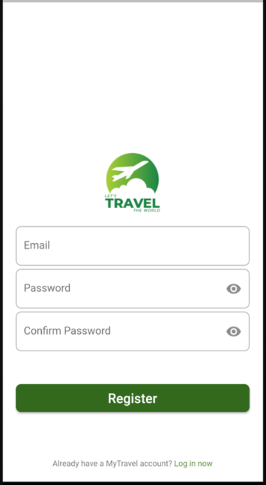 LET'S
TRAVEL
THE WORLD
Email
Password
Confirm Password
Register
Already have a MyTravel account? Log in now